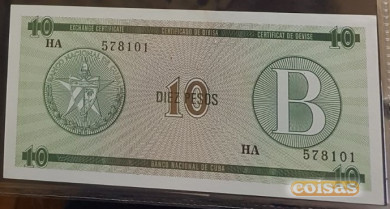 10 EXCHANGE CERTIFICATE CERTIFICADO DE DIVISA CERTIFICAT DE DEVISE 10
HA 578101
10
DIEZ PESOS
B
HA 578101
10 BANCO NACIONAL DE CUBA 10
coisas